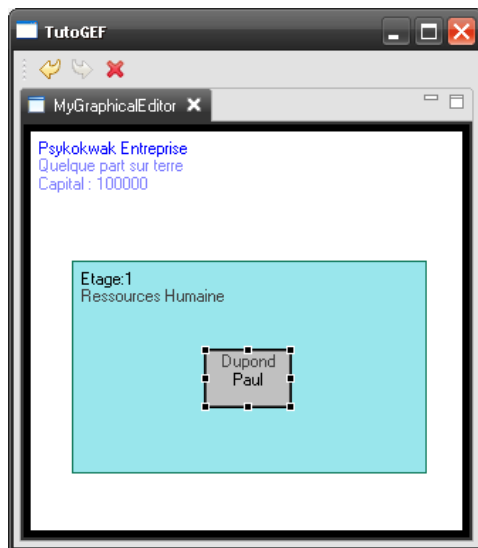 TutoGEF
MyGraphicalEditor
Psykokwak Entreprise
Quelque part sur terre
Capital : 100000
Etage:1
Ressources Humaine
Dupond
Paul